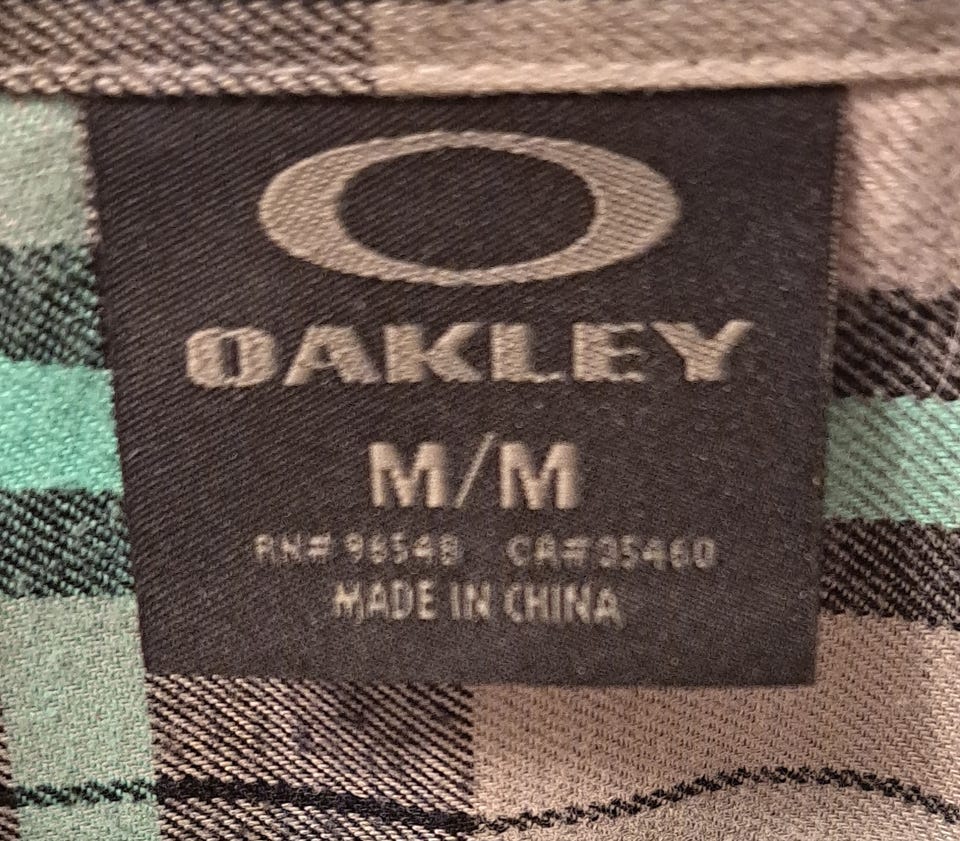 OAKLEY
M/M
RN# 96548 CA#35460
MADE IN CHINA